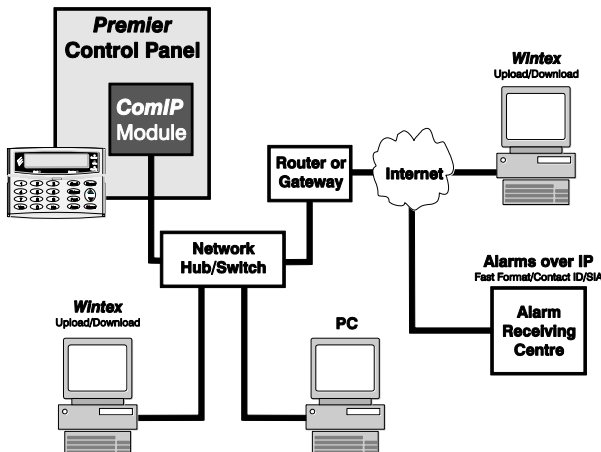 Premier
Control Panel
ComIP
Module
Wintex
Upload/Download
Router or
Gateway
Internet
Network
Hub/Switch
Alarms over IP
Fast Format/Contact ID/SIA
Alarm
Receiving
Centre
Wintex
Upload/Download
PC